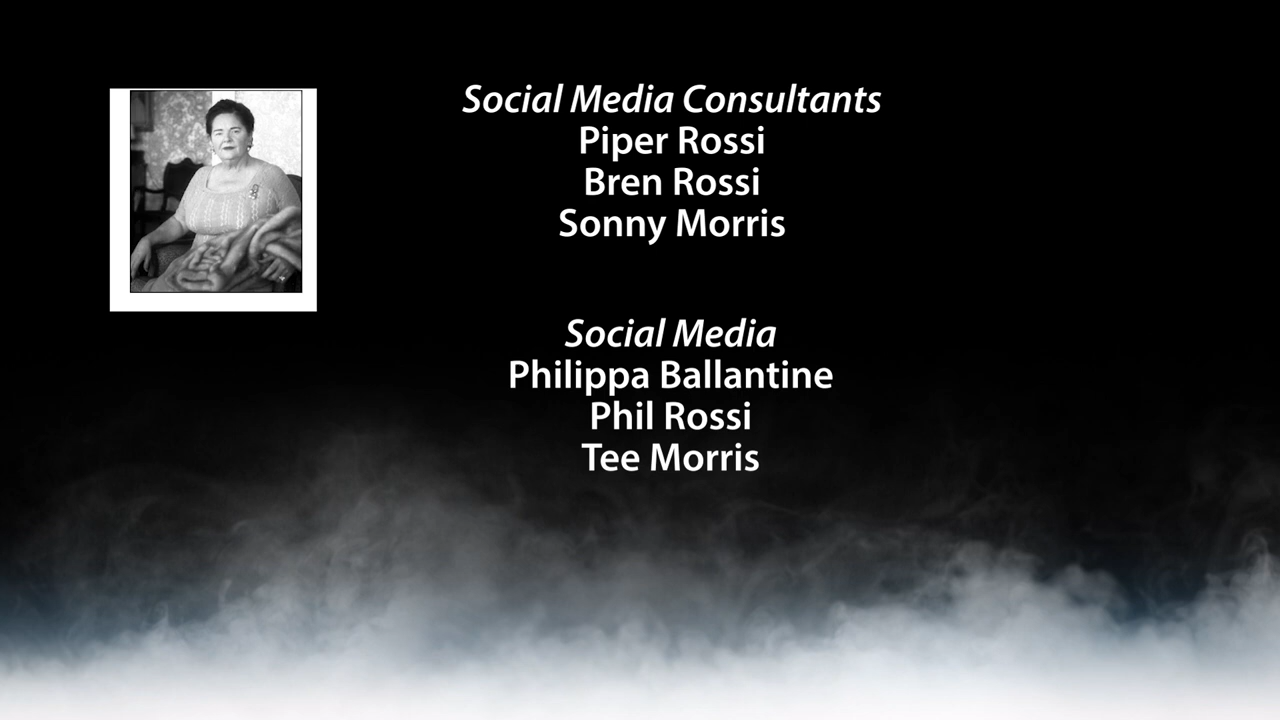 Social Media Consultants
Piper Rossi
Bren Rossi
Sonny Morris
Social Media
Philippa Ballantine
Phil Rossi
Tee Morris